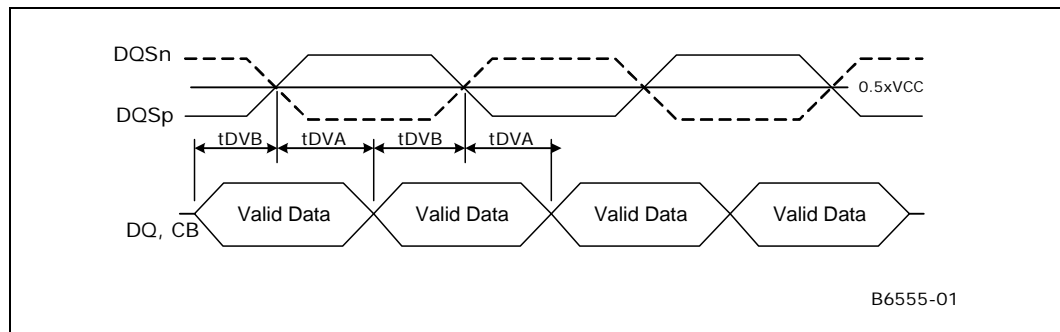 DQSn
0.5xVCC
DQSp
tDVB tDVA tDVB tDVA
Valid Data Valid Data Valid Data Valid Data
DQ, CB
B6555-01